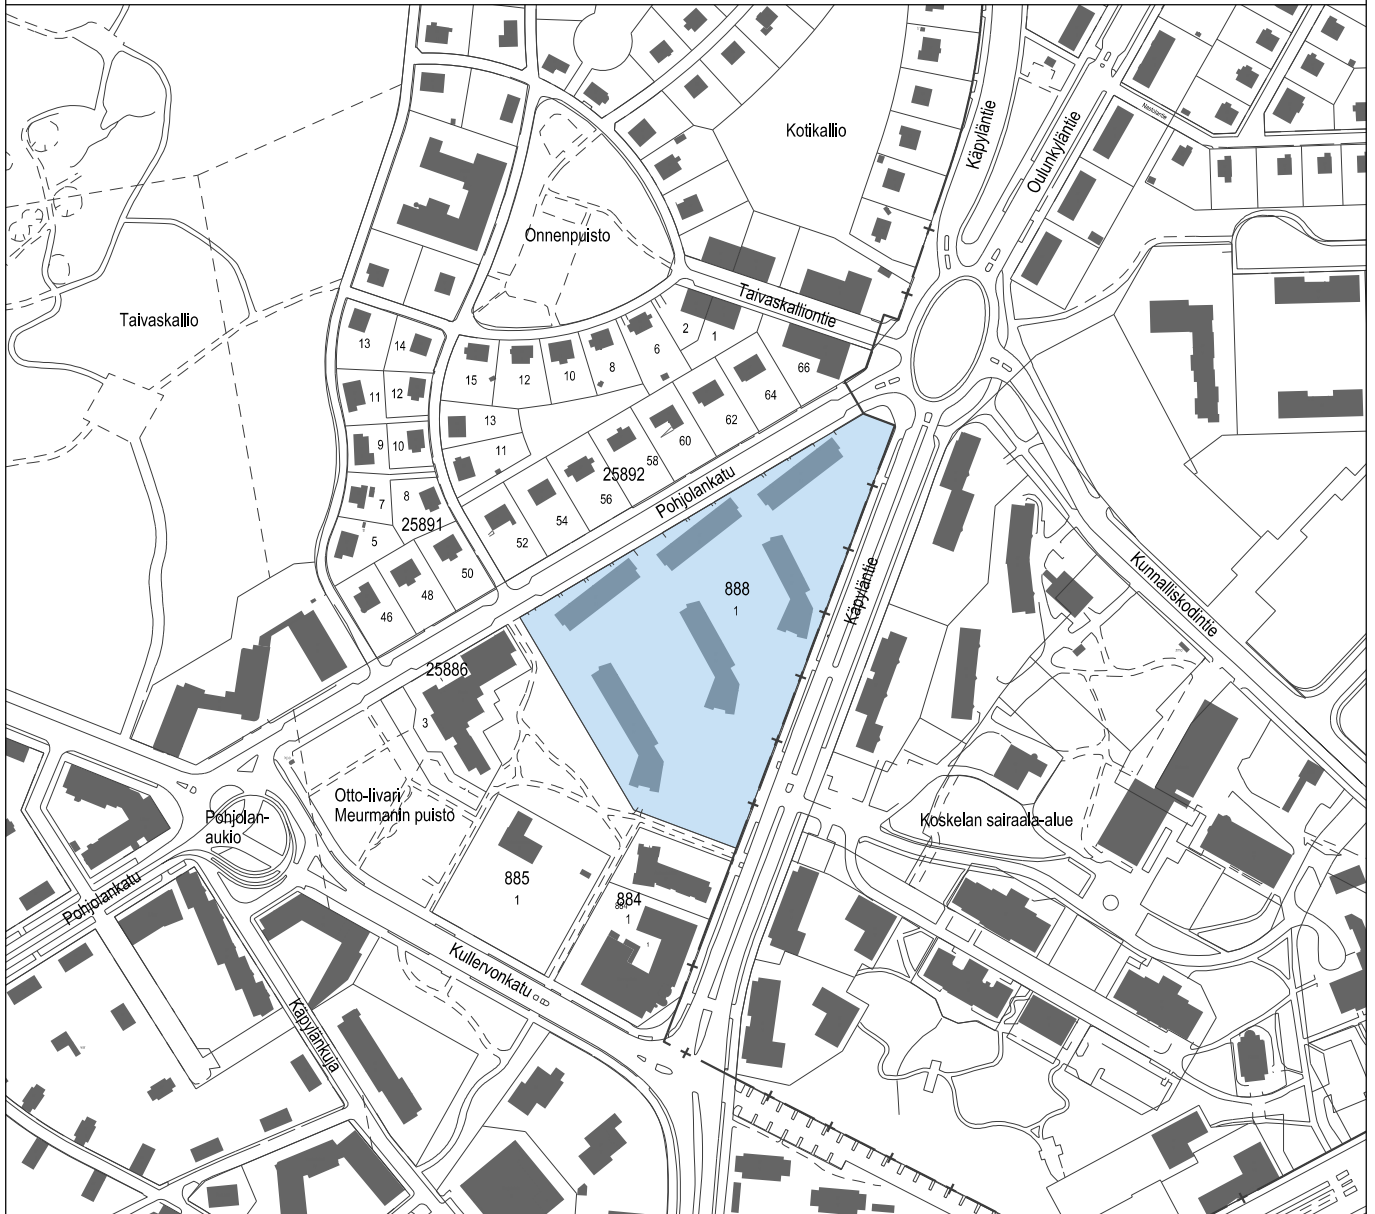 Käpyläntie
Oulunkyläntie
Kotikallio
Onnenpuisto
Taivaskallio
Taivaskalliontie
13
14
11
12
9
10
7
8
5
25891
15
12
10
8
6
2
1
13
11
66
64
62
60
58
25892
56
54
52
50
48
46
Pohjolankatu
888
1
Käpyläntie
Kunnalliskodintie
25886
3
Otto-Iivari
Meurmanin puisto
Pohjolan-
aukio
Koskelan sairaala-alue
885
1
884
1
Pohjolankatu
Kullervonkatu
Käpylänkuja